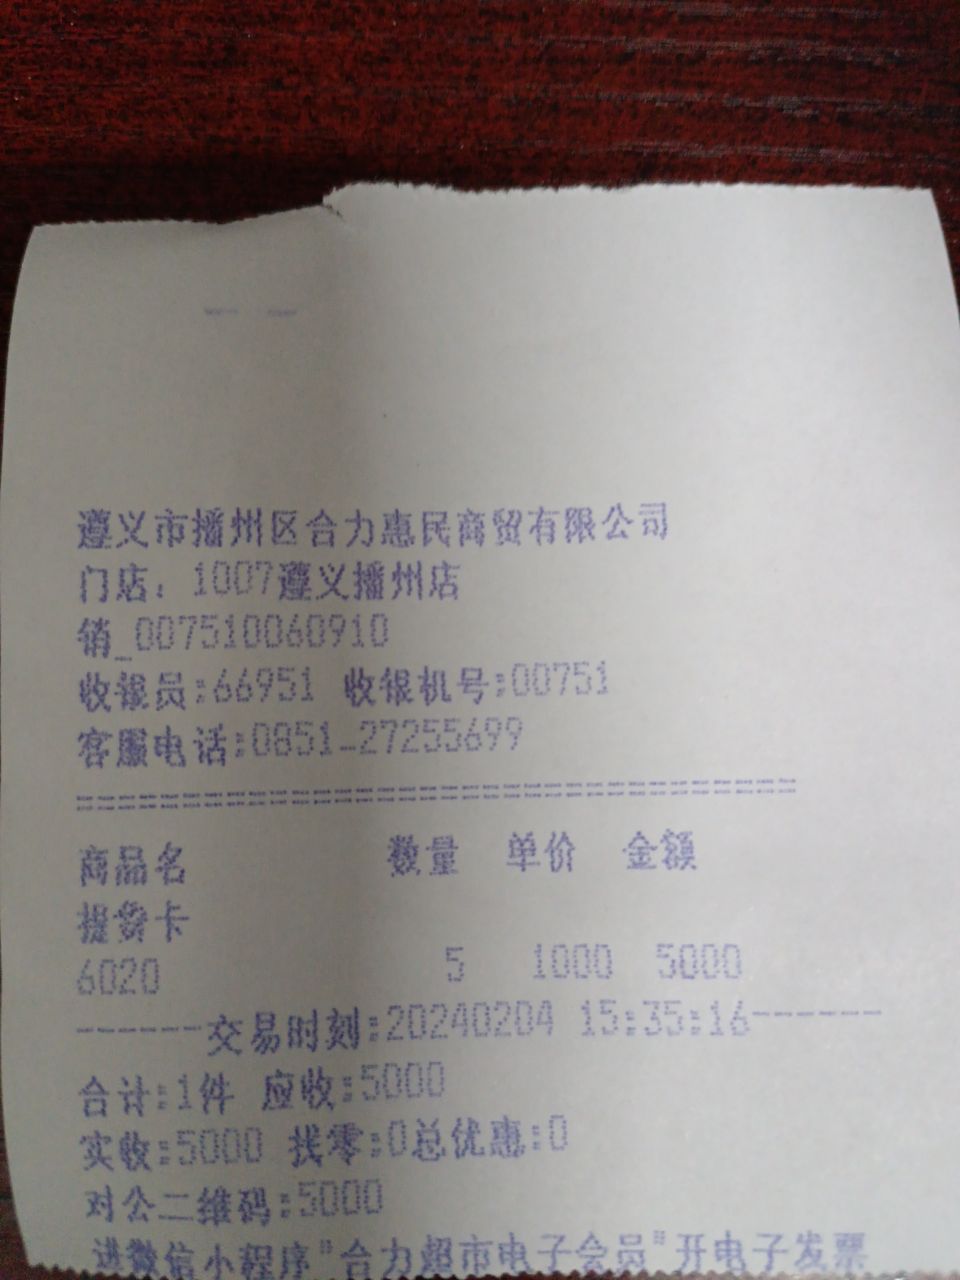 遵义市播州区合力惠民商贸有限公司
门店: 1007遵义播州店
销_007510060910
收银员:66951 收银机号:00751
客服电话:0851-27255699
商品名 数量 单价 金额
提货卡
6020 5 1000 5000
------交易时刻:20240204 15:35:16------
合计:1件 应收:5000
实收:5000 找零:0总优惠:0
对公二维码:5000
进微信小程序"合力超市电子会员"开电子发票